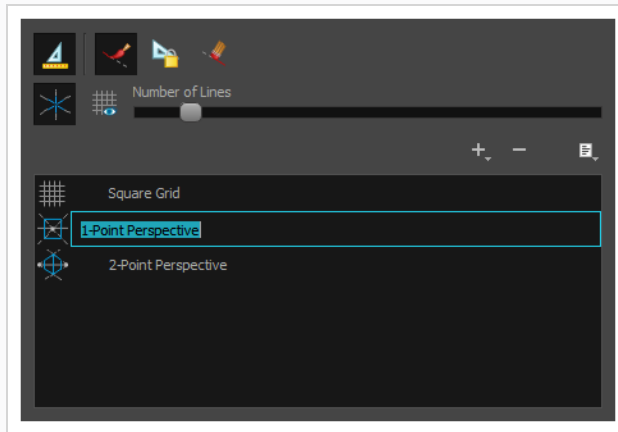 Number of Lines
Square Grid
1-Point Perspective
2-Point Perspective